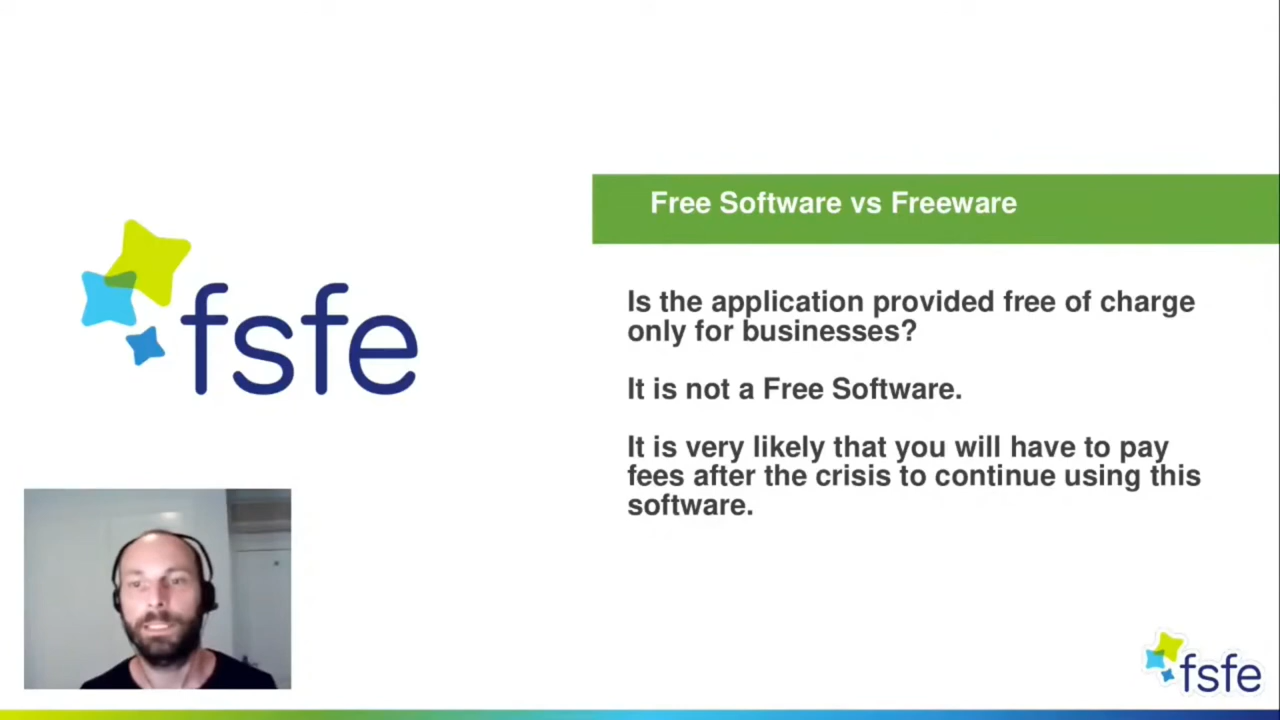 fsfe
Free Software vs Freeware
Is the application provided free of charge
only for businesses?
It is not a Free Software.
It is very likely that you will have to pay
fees after the crisis to continue using this
software.
fsfe